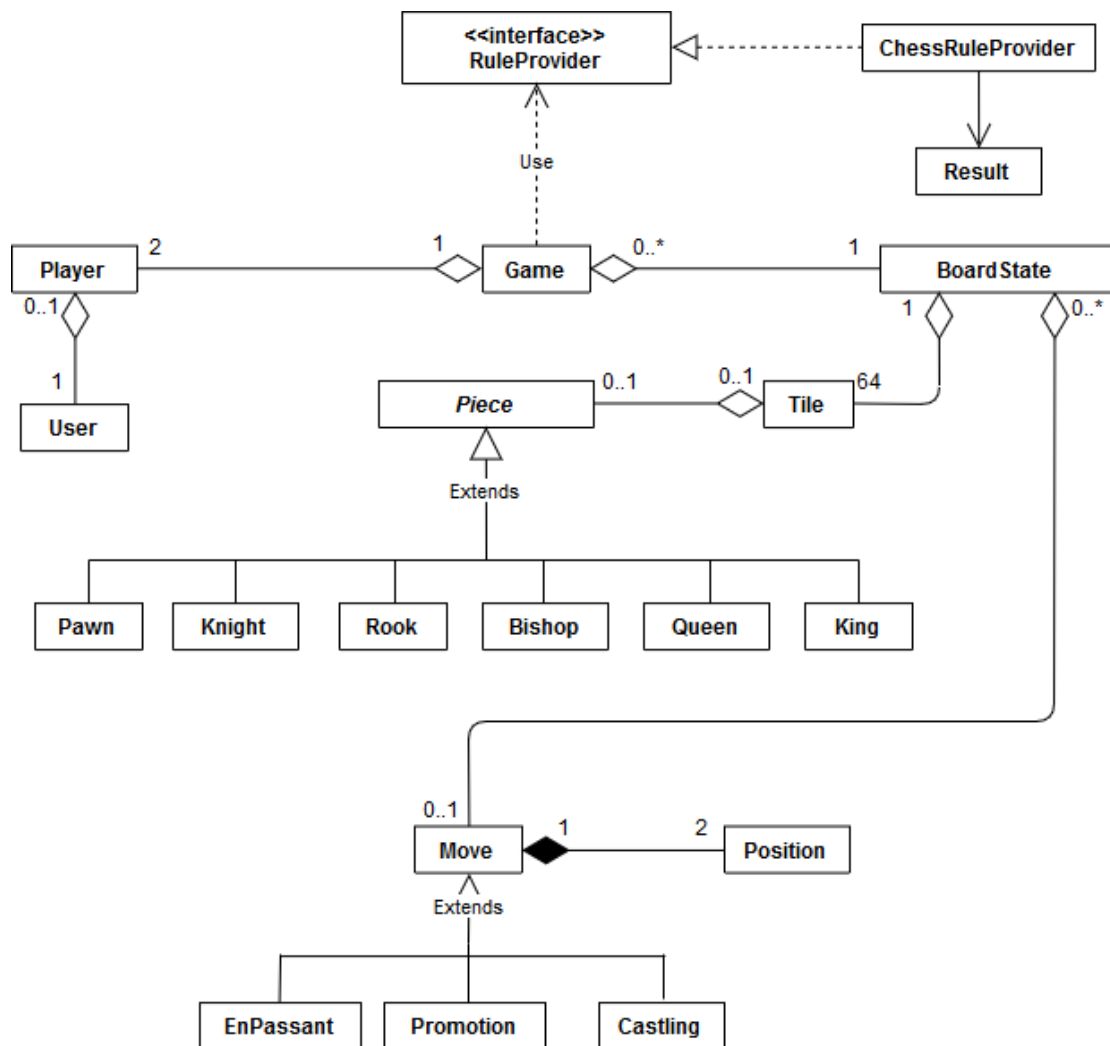 <<interface>>
RuleProvider
ChessRuleProvider
Use
Result
2
1
0..*
1
Player
Game
BoardState
0..1
1
0..*
1
0..1
0..1
64
User
Piece
Tile
Extends
Pawn
Knight
Rook
Bishop
Queen
King
0..1
1
2
Move
Position
Extends
EnPassant
Promotion
Castling